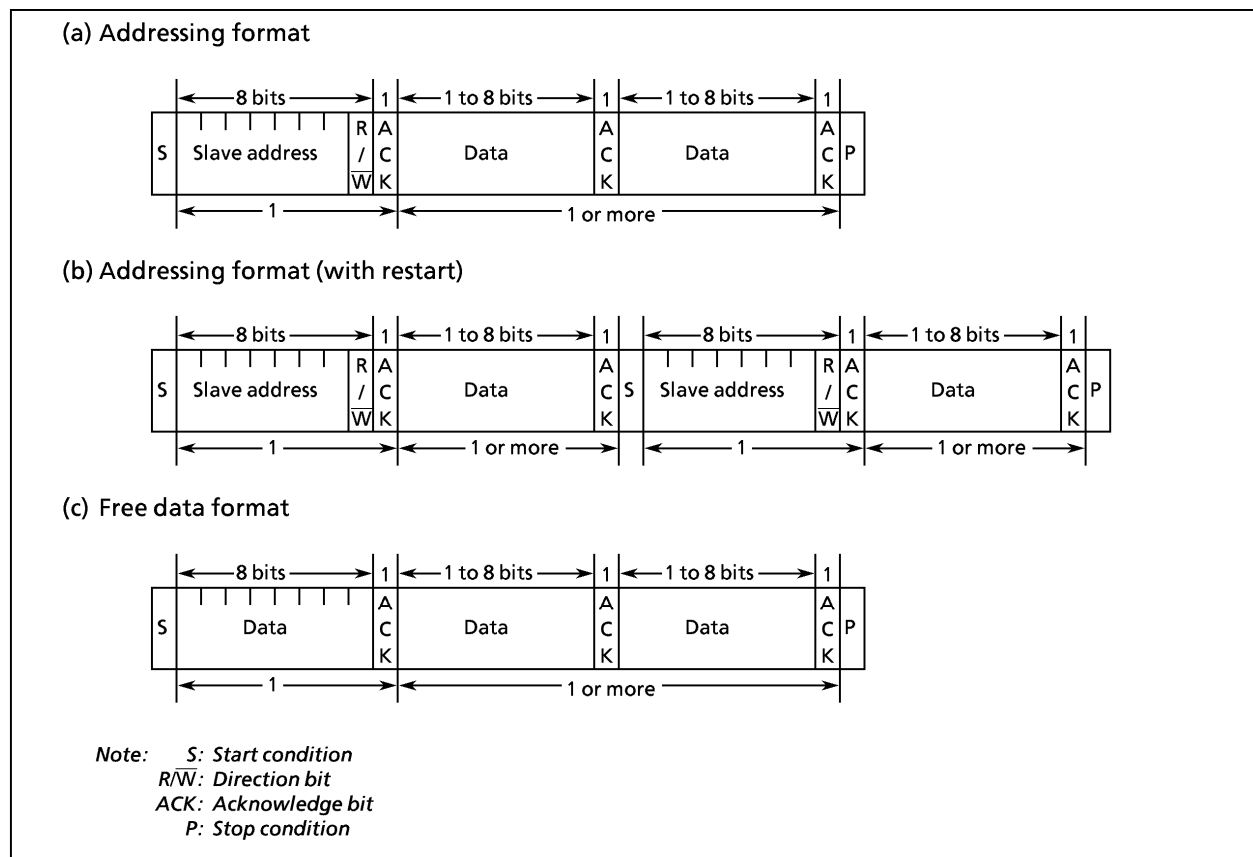 (a) Addressing format
8 bits 1 1 to 8 bits 1 1 to 8 bits 1
S Slave address R/W̅ ACK Data ACK Data ACK P
1 1 or more
(b) Addressing format (with restart)
8 bits 1 1 to 8 bits 1 8 bits 1 1 to 8 bits 1
S Slave address R/W̅ ACK Data ACK S Slave address R/W̅ ACK Data ACK P
1 1 or more 1 1 or more
(c) Free data format
8 bits 1 1 to 8 bits 1 1 to 8 bits 1
S Data ACK Data ACK Data ACK P
1 1 or more
Note: S: Start condition
R/W̅: Direction bit
ACK: Acknowledge bit
P: Stop condition